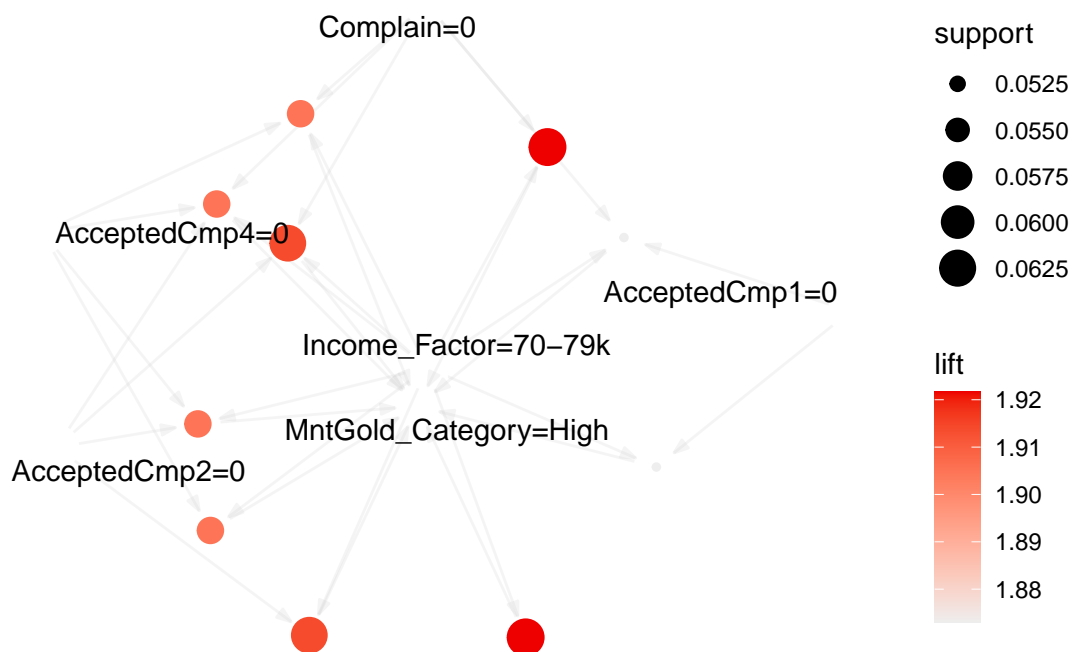 Complain=0
AcceptedCmp4=0
AcceptedCmp1=0
Income_Factor=70−79k
MntGold_Category=High
AcceptedCmp2=0
support
0.0525
0.0550
0.0575
0.0600
0.0625
lift
1.92
1.91
1.90
1.89
1.88